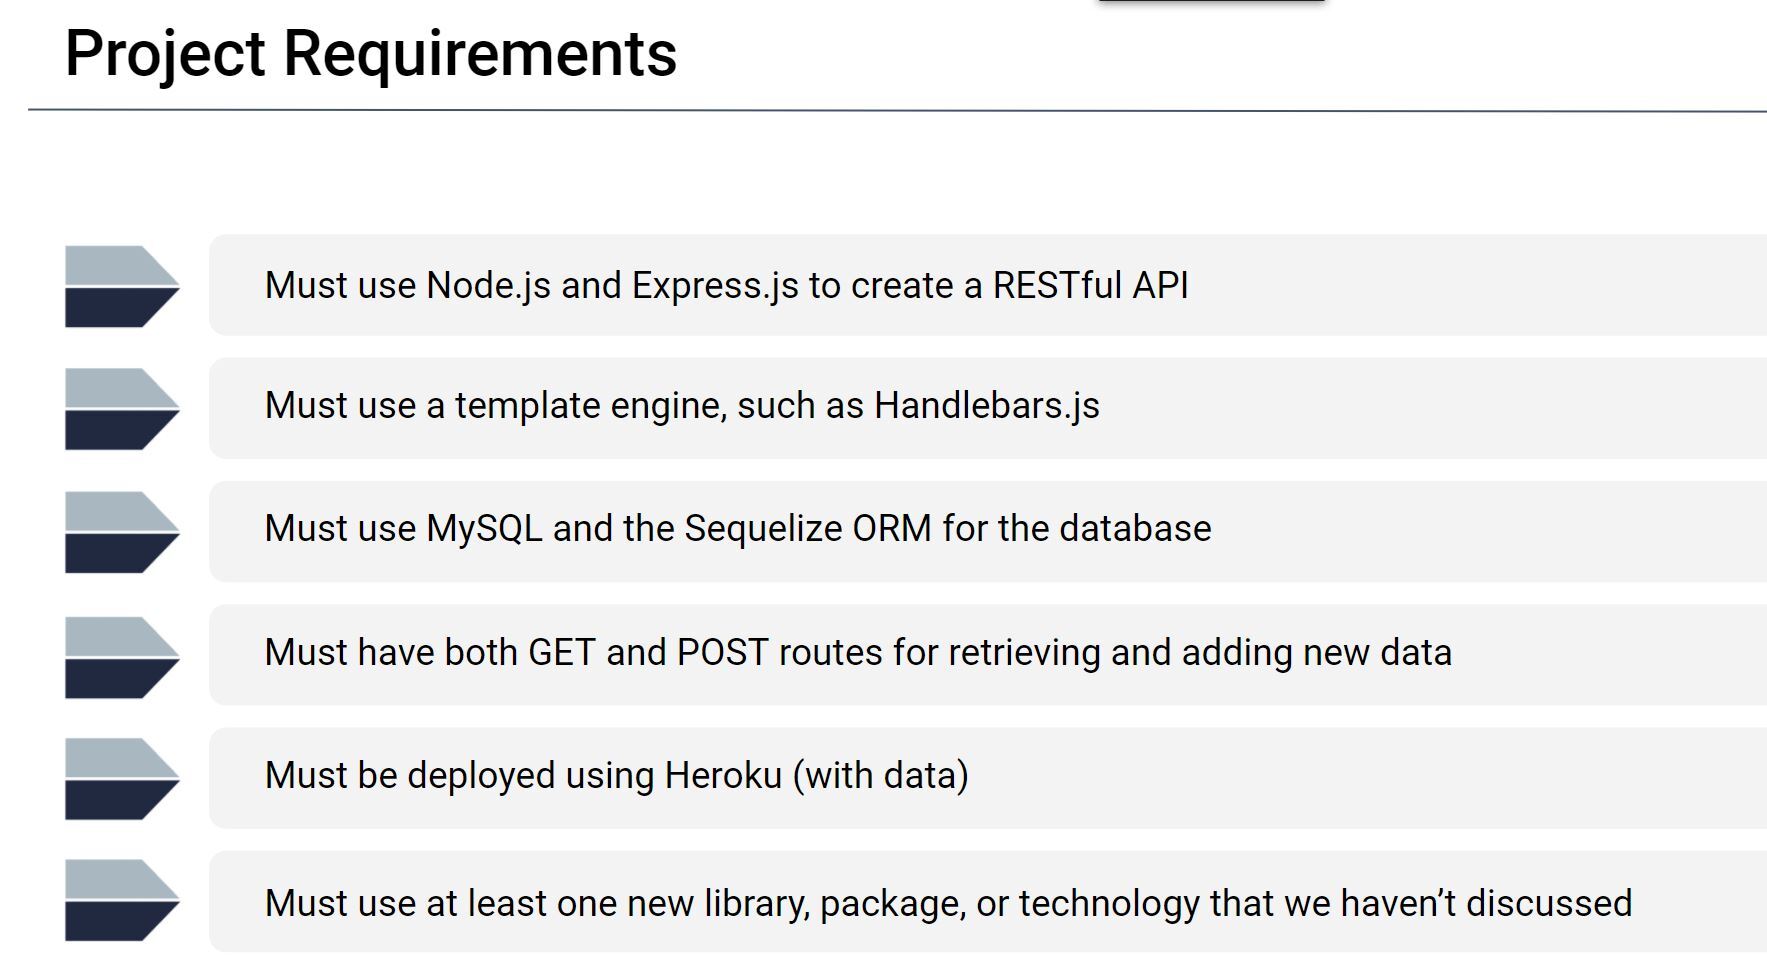 Project Requirements
Must use Node.js and Express.js to create a RESTful API
Must use a template engine, such as Handlebars.js
Must use MySQL and the Sequelize ORM for the database
Must have both GET and POST routes for retrieving and adding new data
Must be deployed using Heroku (with data)
Must use at least one new library, package, or technology that we haven’t discussed